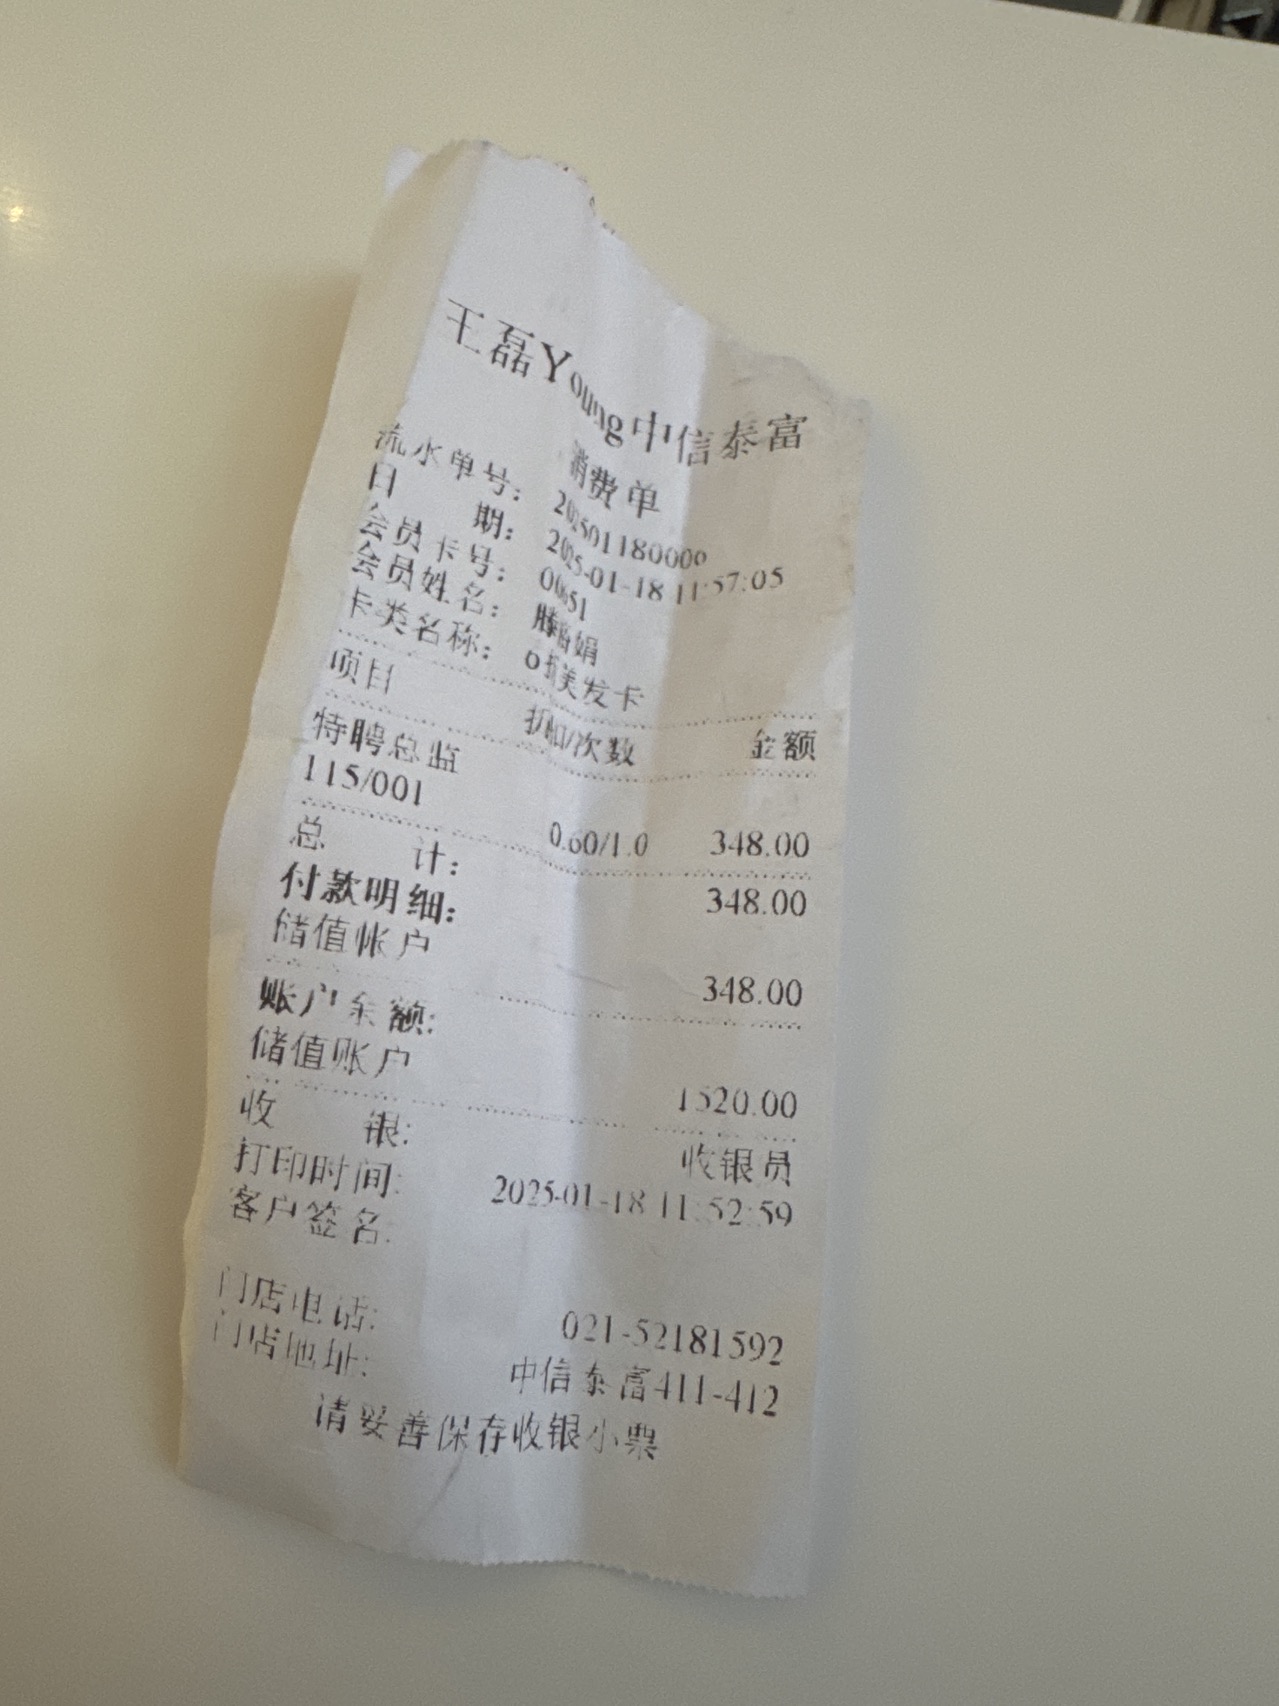 王磊Young中信泰富
消费单
流水单号: 202501180006
日 期: 2025-01-18 11:57:05
会员卡号: 00651
会员姓名: 娟
卡类名称: 6折美发卡
项目 折扣/次数 金额
特聘总监
115/001 0.60/1.0 348.00
总 计: 348.00
付款明细:
储值帐户 348.00
账户余额:
储值账户 1520.00
收 银: 收银员
打印时间: 2025-01-18 11:52:59
客户签名:
门店电话: 021-52181592
门店地址: 中信泰富411-412
请妥善保存收银小票